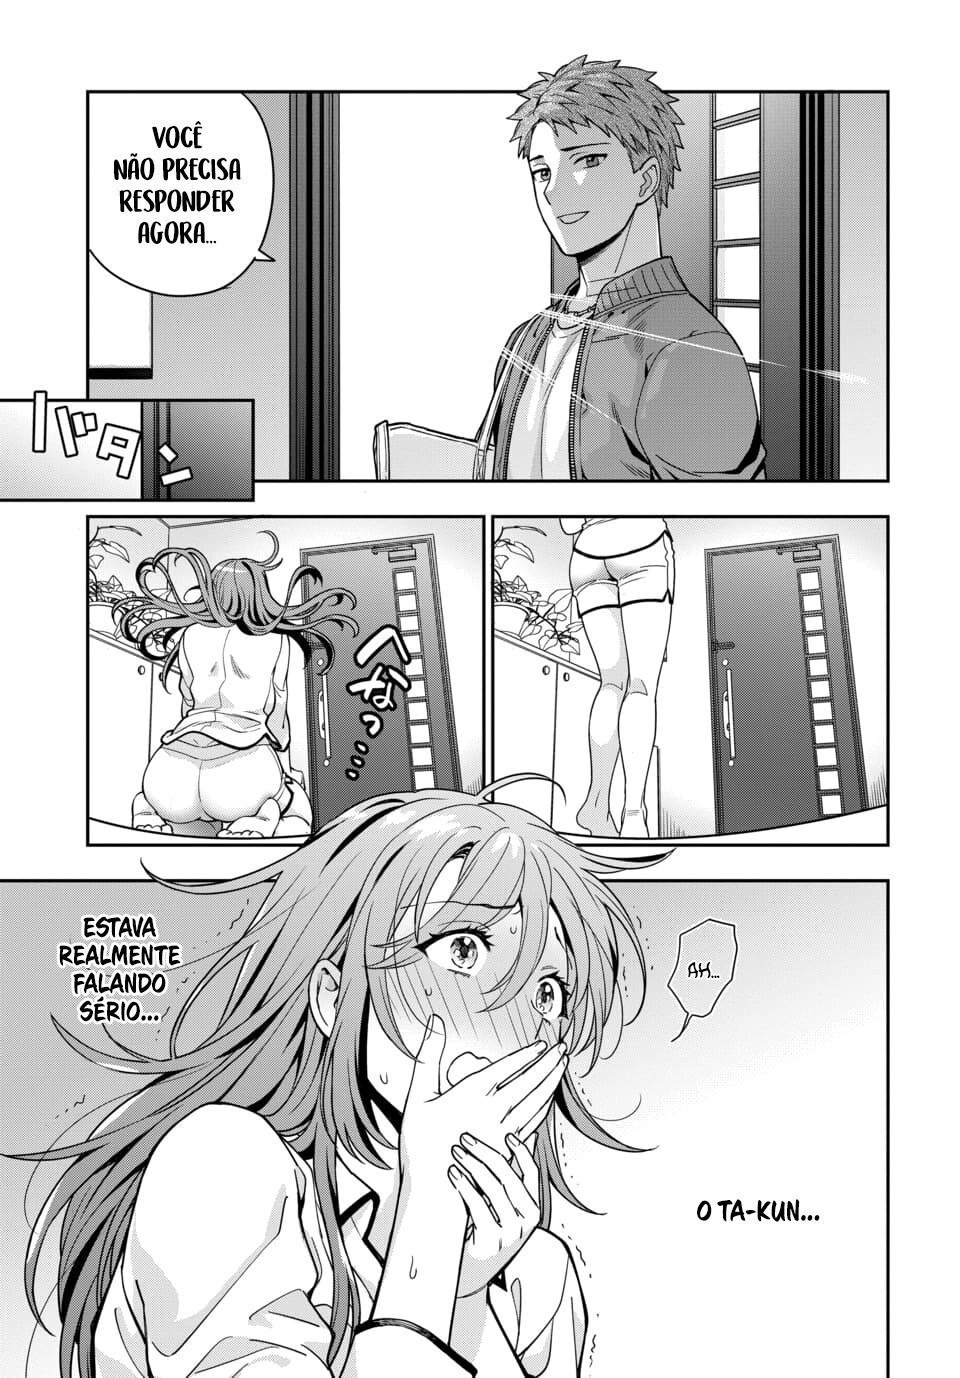 VOCÊ
NÃO PRECISA
RESPONDER
AGORA...
バタン
へなっ…
AH...
O TA-KUN...
ESTAVA
REALMENTE
FALANDO
SÉRIO...